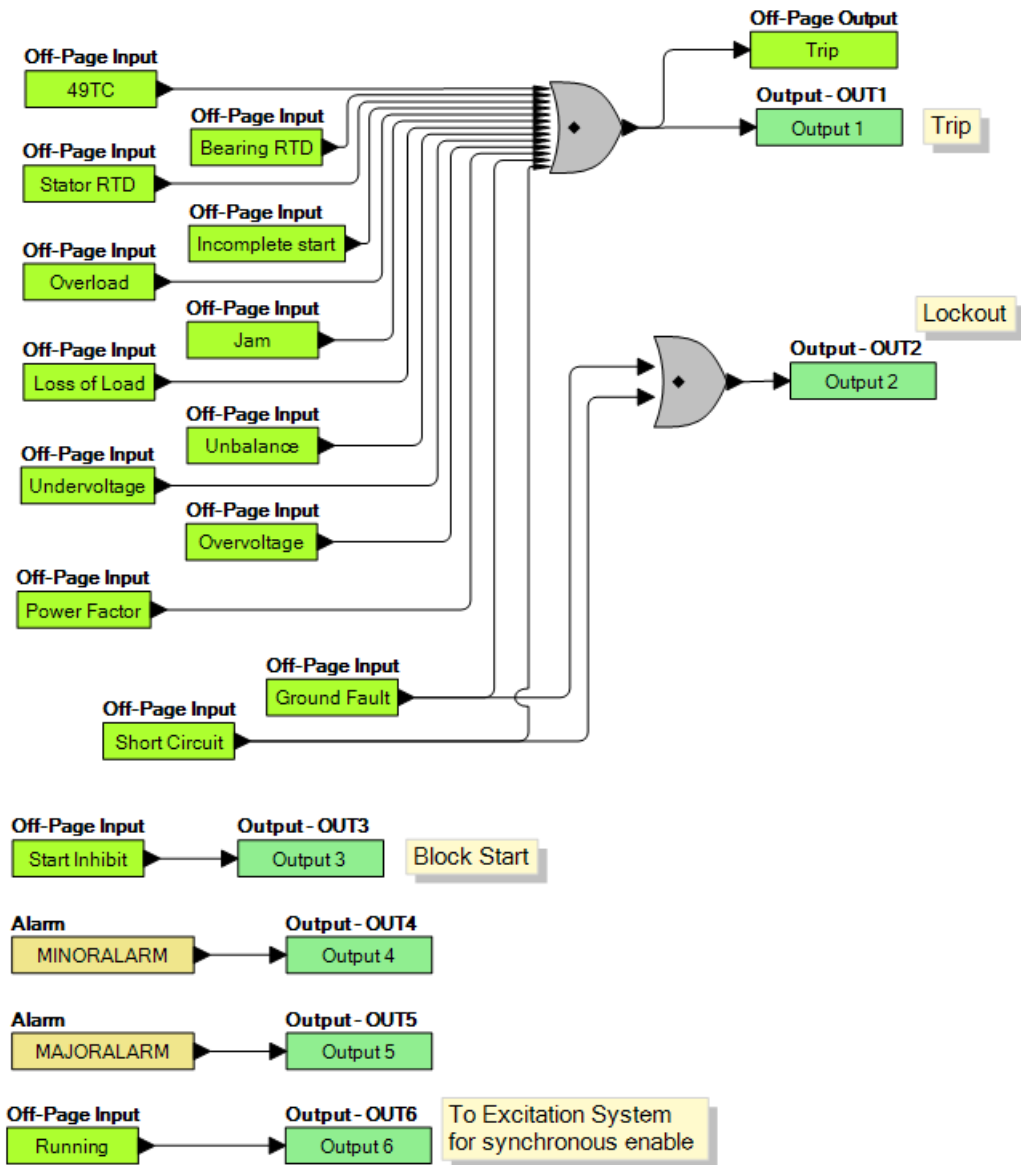 Off-Page Output
Trip
Off-Page Input
49TC
Output - OUT1
Output 1
Trip
Off-Page Input
Bearing RTD
Off-Page Input
Stator RTD
Off-Page Input
Incomplete start
Off-Page Input
Overload
Off-Page Input
Jam
Lockout
Off-Page Input
Loss of Load
Output - OUT2
Output 2
Off-Page Input
Unbalance
Off-Page Input
Undervoltage
Off-Page Input
Overvoltage
Off-Page Input
Power Factor
Off-Page Input
Ground Fault
Off-Page Input
Short Circuit
Off-Page Input
Start Inhibit
Output - OUT3
Output 3
Block Start
Alarm
MINORALARM
Output - OUT4
Output 4
Alarm
MAJORALARM
Output - OUT5
Output 5
Off-Page Input
Running
Output - OUT6
Output 6
To Excitation System
for synchronous enable